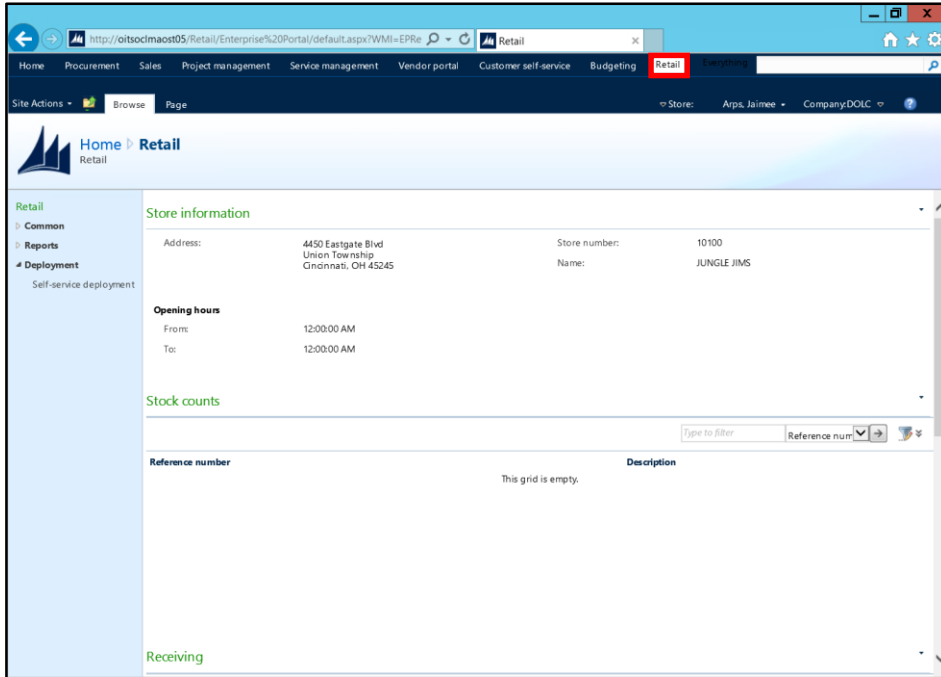 http://oitsoclmaost05/Retail/Enterprise%20Portal/default.aspx?WMI=EPRe
Retail
Home Procurement Sales Project management Service management Vendor portal Customer self-service Budgeting Retail Everything
Site Actions Browse Page Store: Arps, Jaimee Company:DOLC
Home Retail
Retail
Retail
Common
Reports
Deployment
Self-service deployment
Store information
Address: 4450 Eastgate Blvd Store number: 10100
Union Township
Cincinnati, OH 45245
Name: JUNGLE JIMS
Opening hours
From: 12:00:00 AM
To: 12:00:00 AM
Stock counts
Type to filter Reference num
Reference number Description
This grid is empty.
Receiving